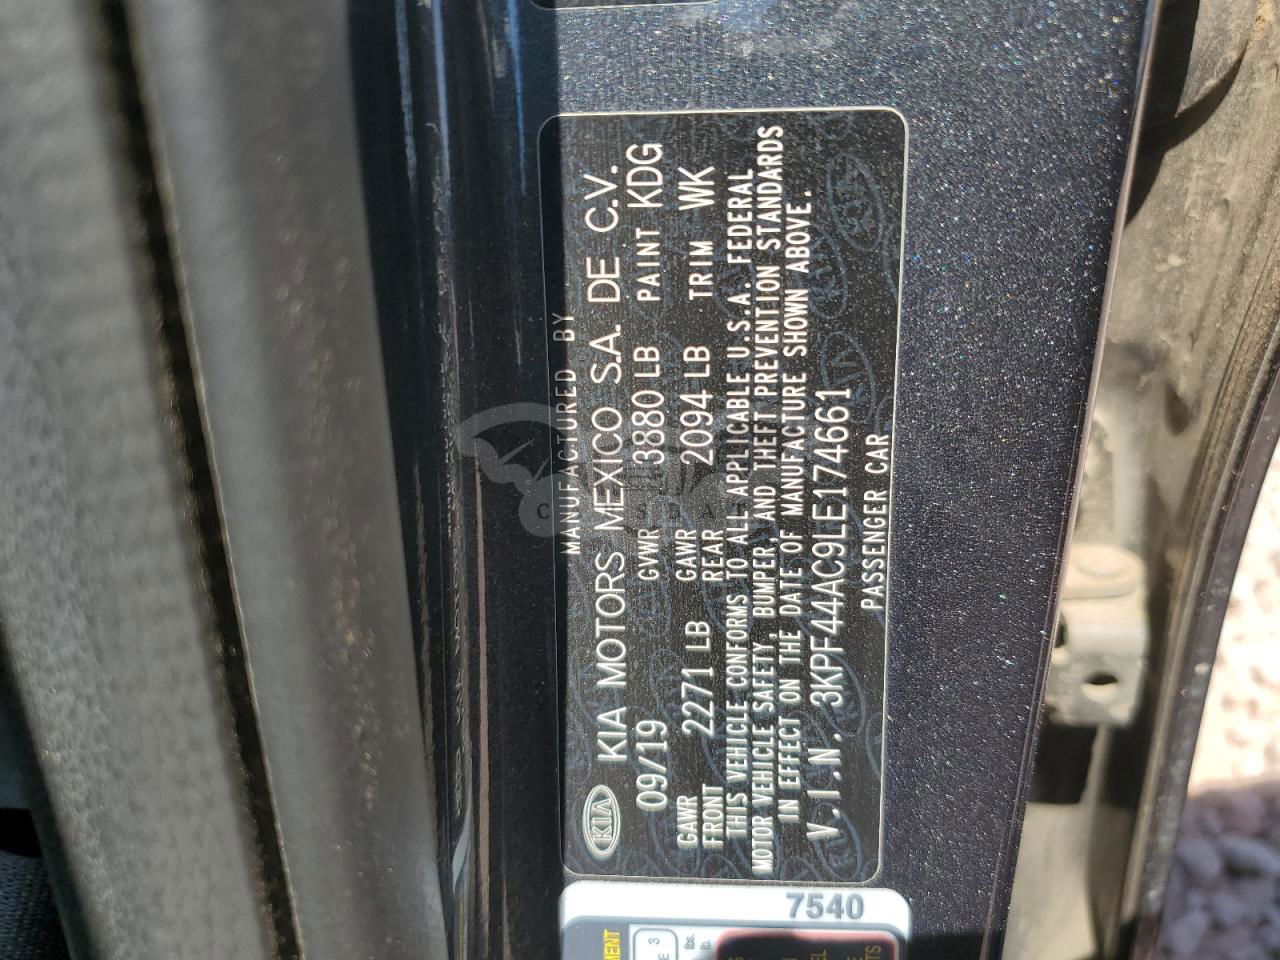 MANUFACTURED BY
KIA KIA MOTORS MEXICO S.A. DE C.V.
09/19 GVWR 3880 LB PAINT KDG
GAWR FRONT 2271 LB GAWR REAR 2094 LB TRIM WK
THIS VEHICLE CONFORMS TO ALL APPLICABLE U.S.A. FEDERAL
MOTOR VEHICLE SAFETY, BUMPER, AND THEFT PREVENTION STANDARDS
IN EFFECT ON THE DATE OF MANUFACTURE SHOWN ABOVE.
V.I.N. 3KPF44AC9LE174661
PASSENGER CAR
7540
3
lbs.